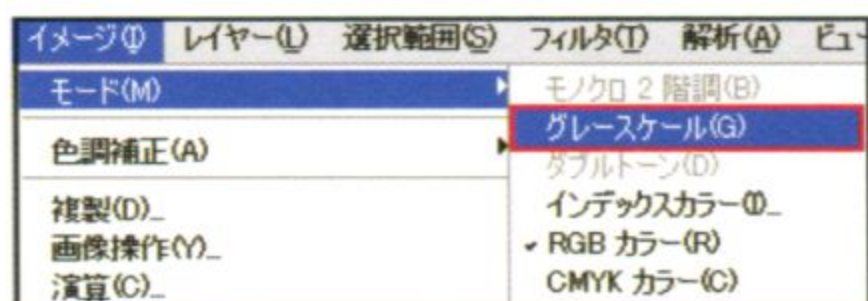 イメージ(I) レイヤー(L) 選択範囲(S) フィルタ(T) 解析(A) ビュー
モード(M)
色調補正(A)
複製(D)...
画像操作(Y)...
演算(C)...
モノクロ 2 階調(B)
グレースケール(G)
ダブルトーン(D)
インデックスカラー(I)...
✓ RGB カラー(R)
CMYK カラー(C)